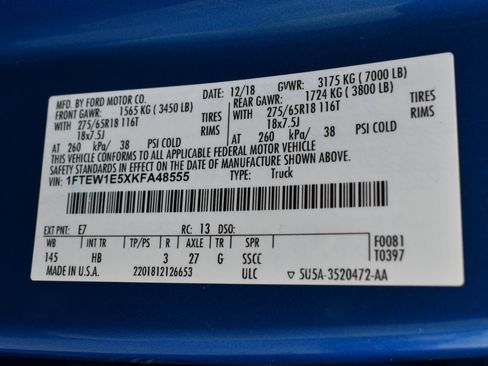 MFD. BY FORD MOTOR CO. DATE: 12/18 GVWR: 3175 KG (7000 LB)
FRONT GAWR: 1565 KG (3450 LB) REAR GAWR: 1724 KG (3800 LB)
WITH 275/65R18 116T TIRES WITH 275/65R18 116T TIRES
18x7.5J RIMS 18x7.5J RIMS
AT 260 kPa/ 38 PSI COLD AT 260 kPa/ 38 PSI COLD
THIS VEHICLE CONFORMS TO ALL APPLICABLE FEDERAL MOTOR VEHICLE
SAFETY STANDARDS IN EFFECT ON THE DATE OF MANUFACTURE SHOWN ABOVE.
VIN: 1FTEW1E5XKFA48555 TYPE: Truck
EXT PNT: E7 RC: 13 DSO:
WB INT TR TP/PS R AXLE TR SPR F0081
145 HB 3 27 G SSCC T0397
MADE IN U.S.A. 2201812126653 ULC ▽ 5U5A-3520472-AA